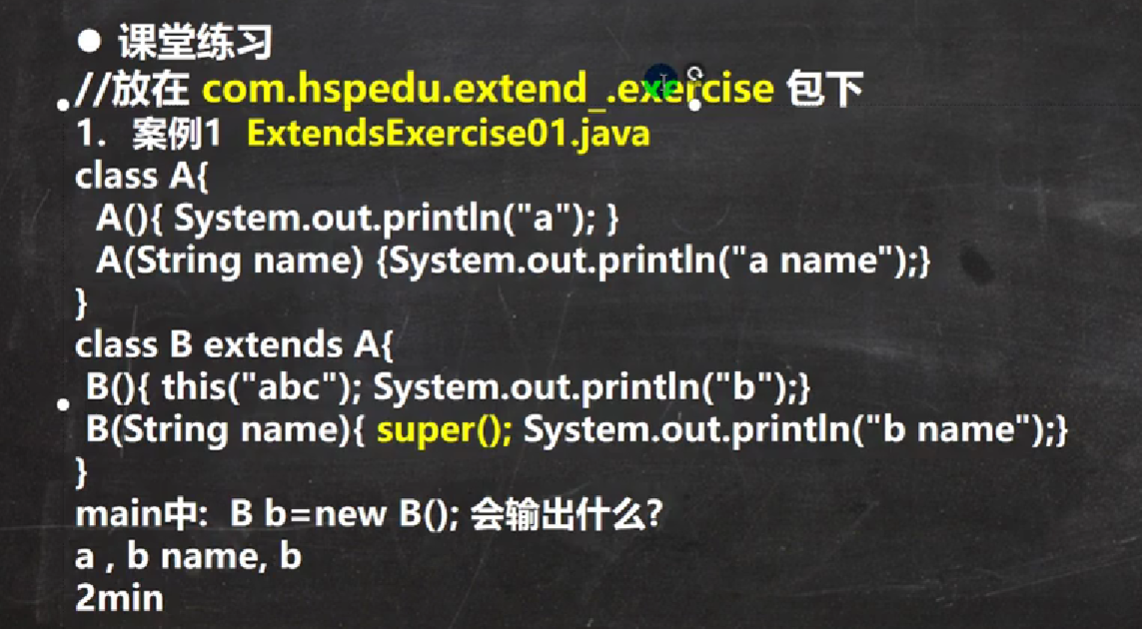 ● 课堂练习
//放在 com.hspedu.extend_.exercise 包下
1. 案例1 ExtendsExercise01.java
class A{
A(){ System.out.println("a"); }
A(String name) {System.out.println("a name");}
}
class B extends A{
B(){ this("abc"); System.out.println("b");}
B(String name){ super(); System.out.println("b name");}
}
main中: B b=new B(); 会输出什么?
a , b name, b
2min